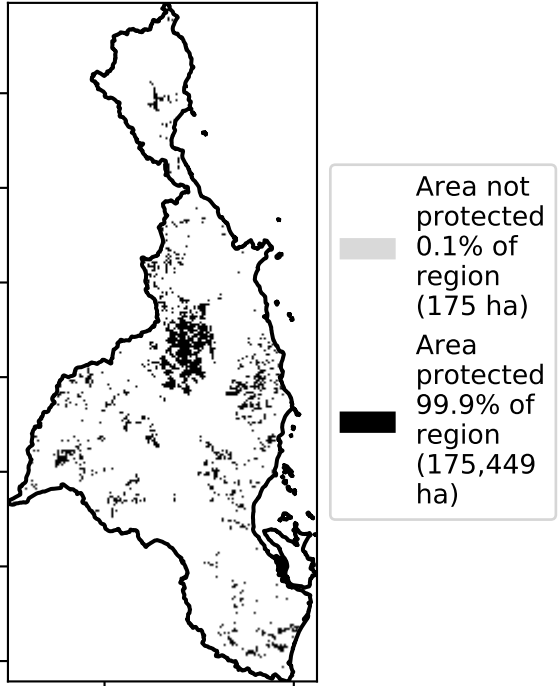 Area not
protected
0.1% of
region
(175 ha)
Area
protected
99.9% of
region
(175,449
ha)